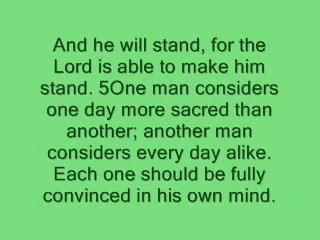 And he will stand, for the
Lord is able to make him
stand. 5One man considers
one day more sacred than
another; another man
considers every day alike.
Each one should be fully
convinced in his own mind.